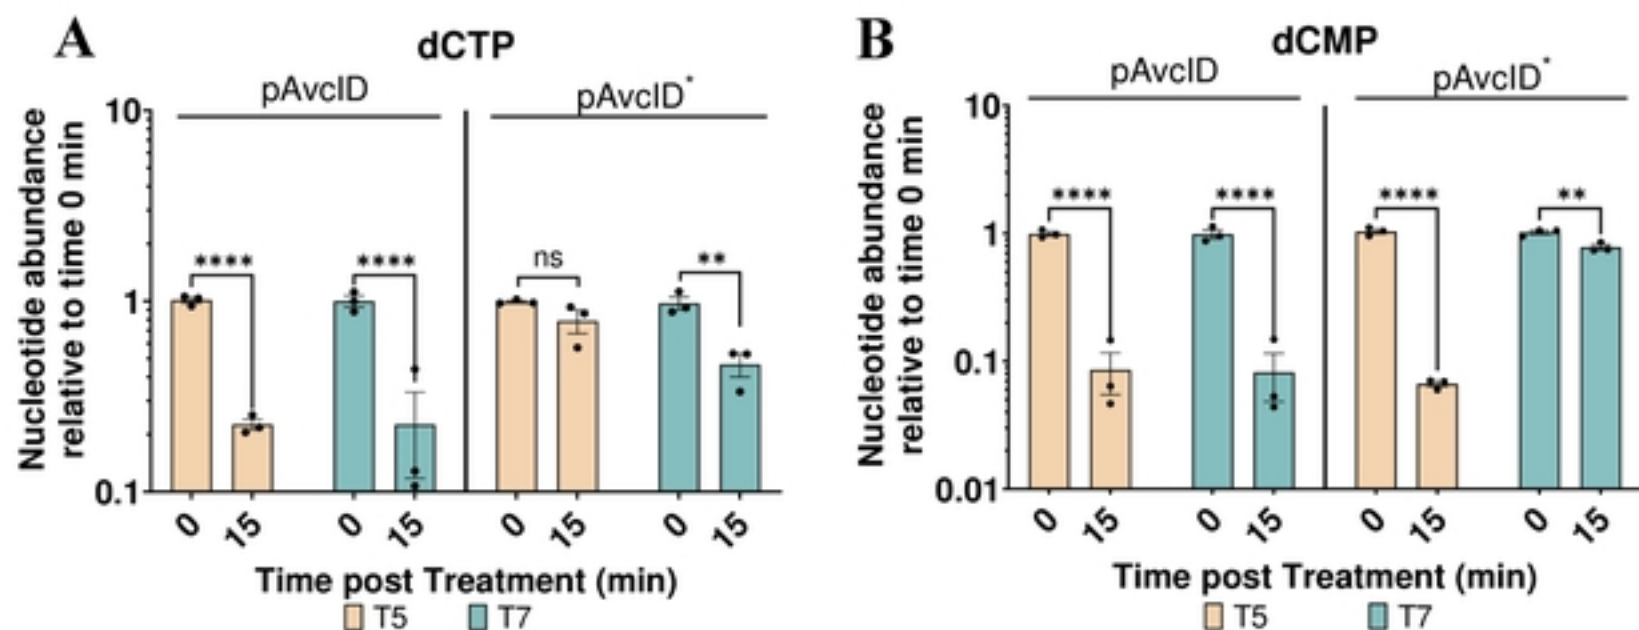 A
dCTP
pAvcID
pAvcID*
Nucleotide abundance
relative to time 0 min
10
1
0.1
****
****
ns
**
0
15
0
15
0
15
0
15
Time post Treatment (min)
T5
T7
B
dCMP
pAvcID
pAvcID*
Nucleotide abundance
relative to time 0 min
10
1
0.1
0.01
****
****
****
**
0
15
0
15
0
15
0
15
Time post Treatment (min)
T5
T7